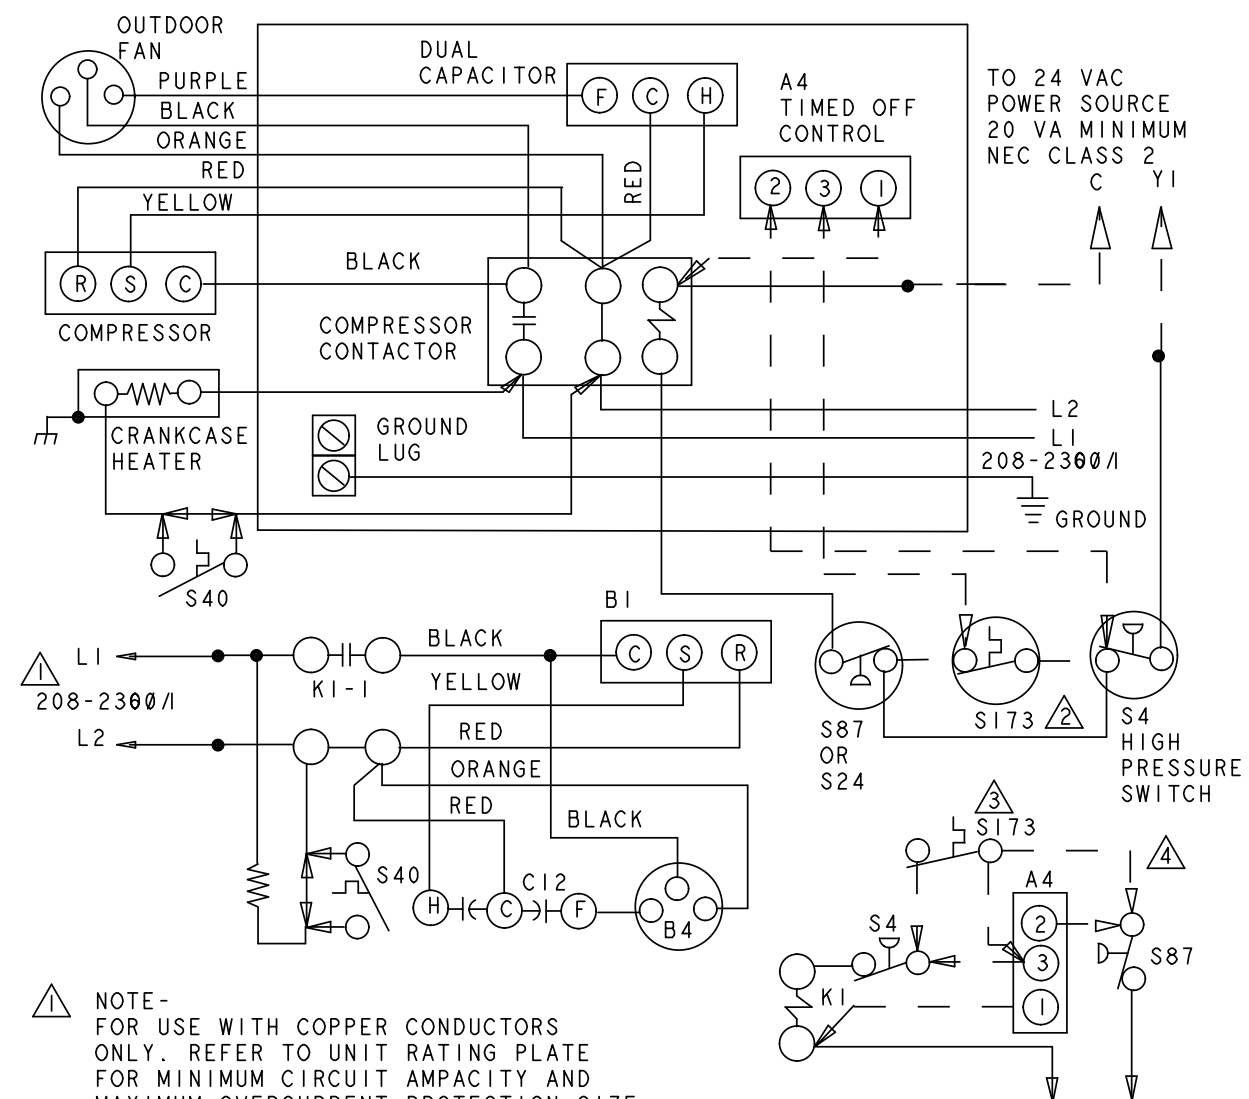 OUTDOOR
FAN
PURPLE
BLACK
ORANGE
RED
YELLOW
DUAL
CAPACITOR
F C H
RED
A4
TIMED OFF
CONTROL
2 3 1
TO 24 VAC
POWER SOURCE
20 VA MINIMUM
NEC CLASS 2
C Y1
R S C
COMPRESSOR
BLACK
COMPRESSOR
CONTACTOR
CRANKCASE
HEATER
GROUND
LUG
L2
L1
GROUND
S40
B1
L1
1
L2
K1-1
BLACK
YELLOW
RED
ORANGE
RED
BLACK
C S R
S87
OR
S24
S173
2
S4
HIGH
PRESSURE
SWITCH
S40
H C F
C12
B4
3
S173
4
A4
2
3
1
S4
S87
K1
1
NOTE-
FOR USE WITH COPPER CONDUCTORS
ONLY. REFER TO UNIT RATING PLATE
FOR MINIMUM CIRCUIT AMPACITY AND
MAXIMUM OVERCURRENT PROTECTION SIZE